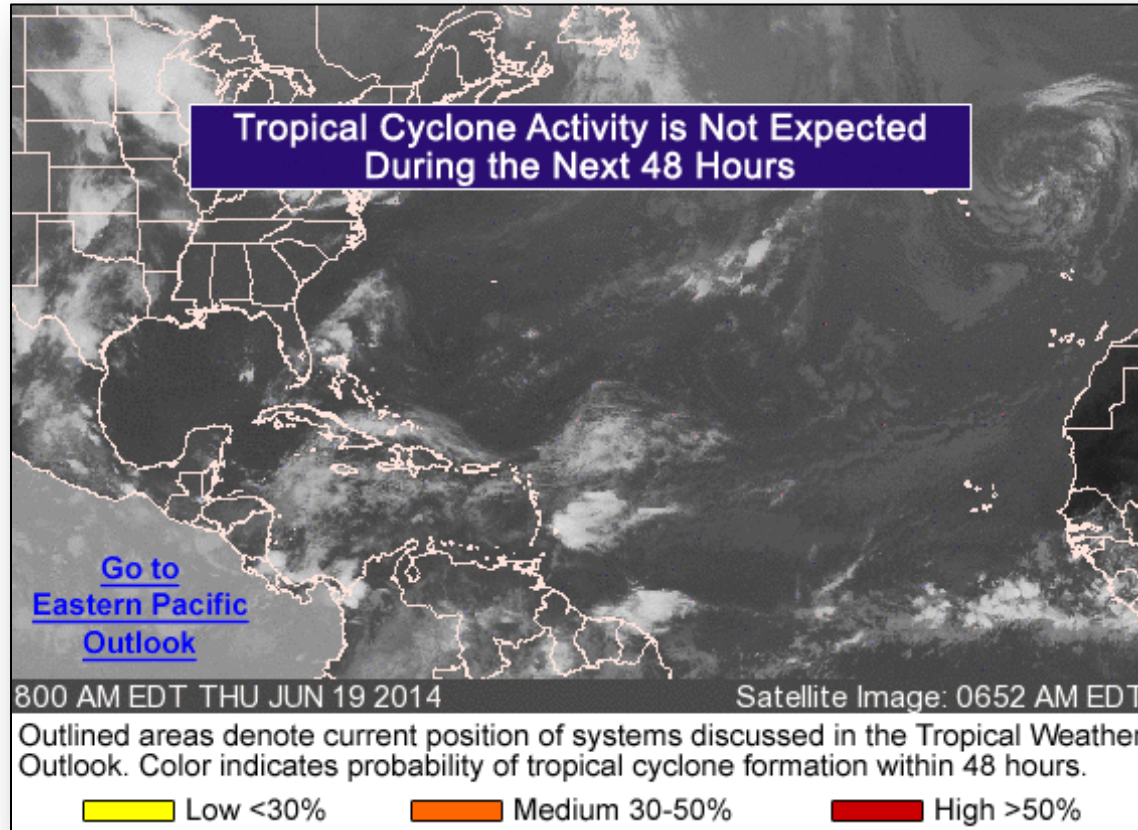 Tropical Cyclone Activity is Not Expected
During the Next 48 Hours
Go to
Eastern Pacific
Outlook
800 AM EDT THU JUN 19 2014
Satellite Image: 0652 AM EDT
Outlined areas denote current position of systems discussed in the Tropical Weather
Outlook. Color indicates probability of tropical cyclone formation within 48 hours.
Low <30%
Medium 30-50%
High >50%